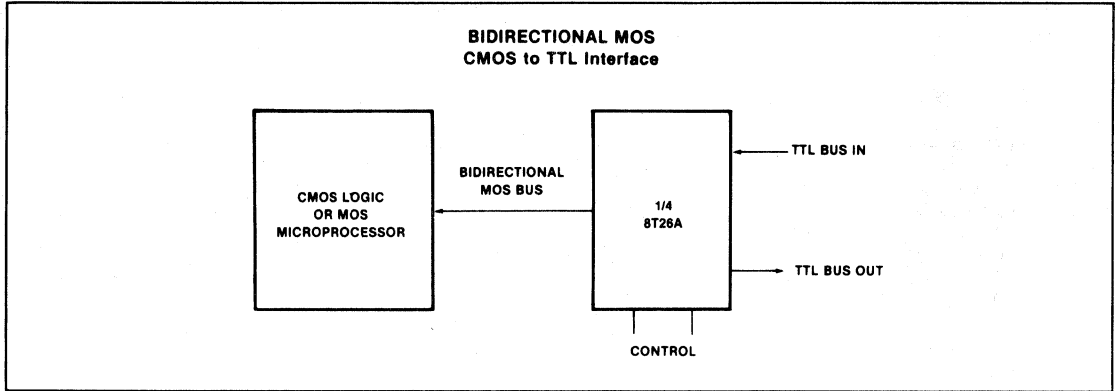 BIDIRECTIONAL MOS
CMOS to TTL Interface
CMOS LOGIC
OR MOS
MICROPROCESSOR
BIDIRECTIONAL
MOS BUS
1/4
8T26A
TTL BUS IN
TTL BUS OUT
CONTROL